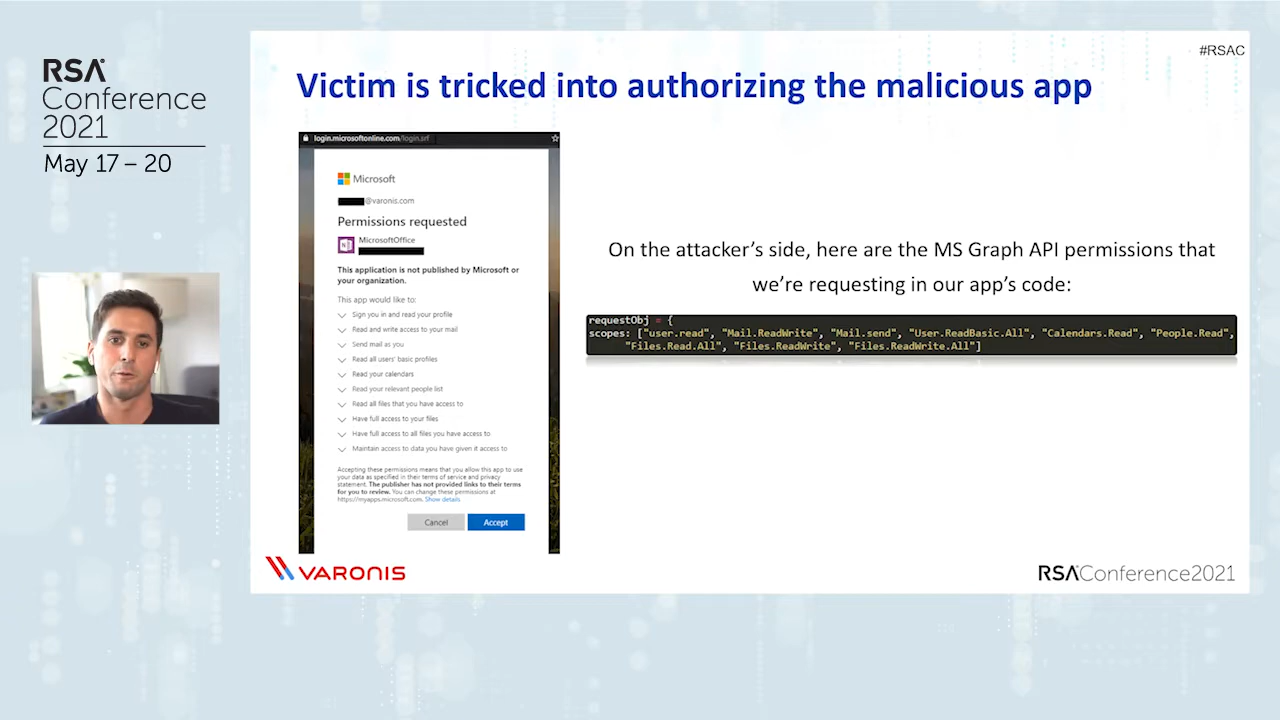 RSA
Conference
2021
May 17 – 20
#RSAC
Victim is tricked into authorizing the malicious app
login.microsoftonline.com/login.srf
Microsoft
@varonis.com
Permissions requested
MicrosoftOffice
This application is not published by Microsoft or
your organization.
This app would like to:
Sign you in and read your profile
Read and write access to your mail
Send mail as you
Read all users' basic profiles
Read your calendars
Read your relevant people list
Read all files that you have access to
Have full access to your files
Have full access to all files you have access to
Maintain access to data you have given it access to
Accepting these permissions means that you allow this app to use
your data as specified in their terms of service and privacy
statement. The publisher has not provided links to their terms
for you to review. You can change these permissions at
https://myapps.microsoft.com. Show details
Cancel
Accept
On the attacker's side, here are the MS Graph API permissions that
we're requesting in our app's code:
requestObj = {
scopes: ["user.read", "Mail.ReadWrite", "Mail.send", "User.ReadBasic.All", "Calendars.Read", "People.Read",
"Files.Read.All", "Files.ReadWrite", "Files.ReadWrite.All"]
VARONIS
RSAConference2021